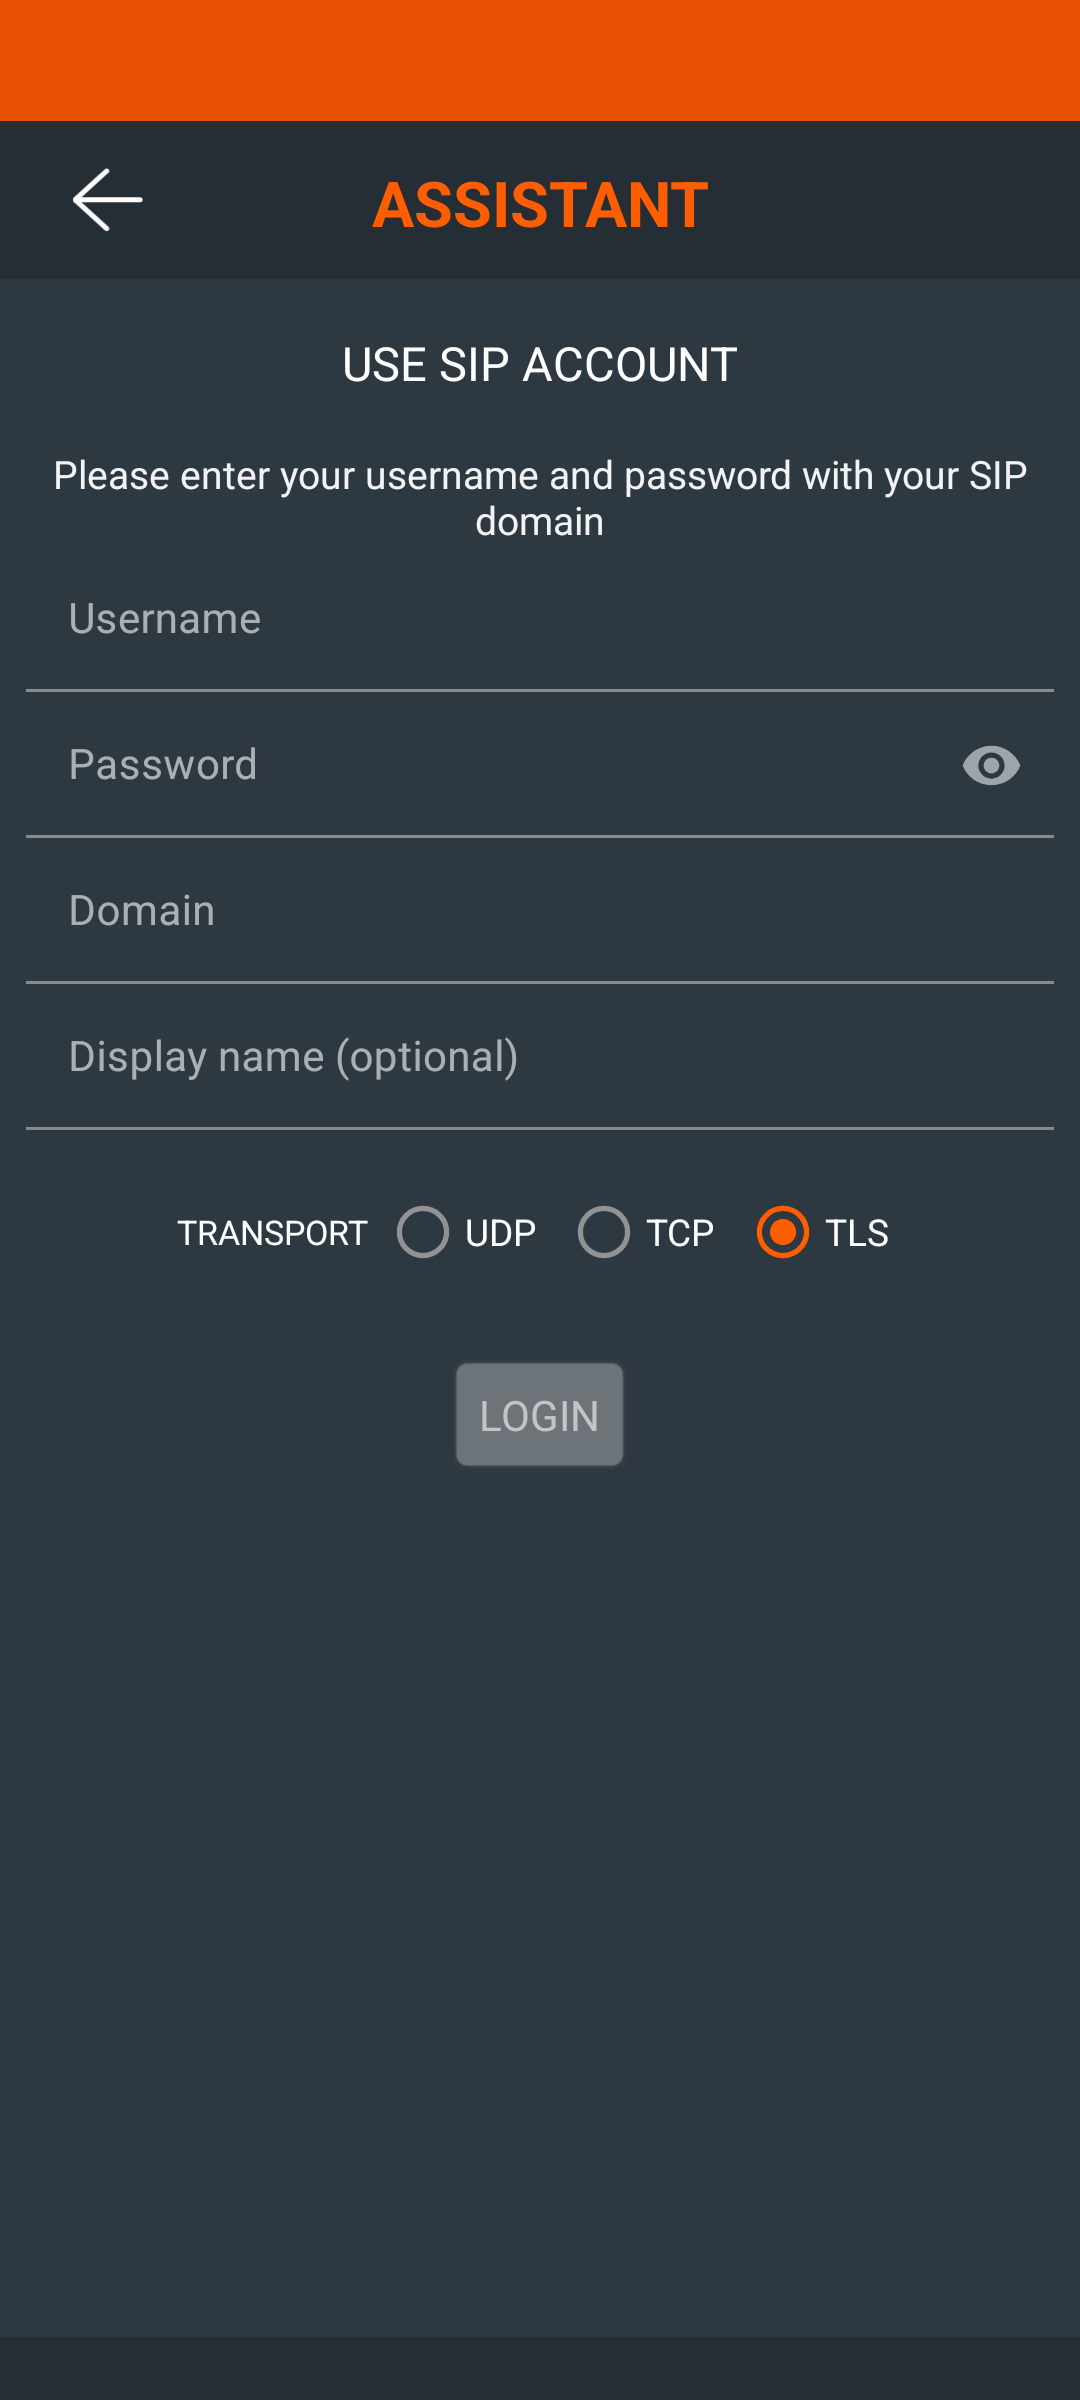 ASSISTANT
USE SIP ACCOUNT
Please enter your username and password with your SIP
domain
Username
Password
Domain
Display name (optional)
TRANSPORT UDP TCP TLS
LOGIN